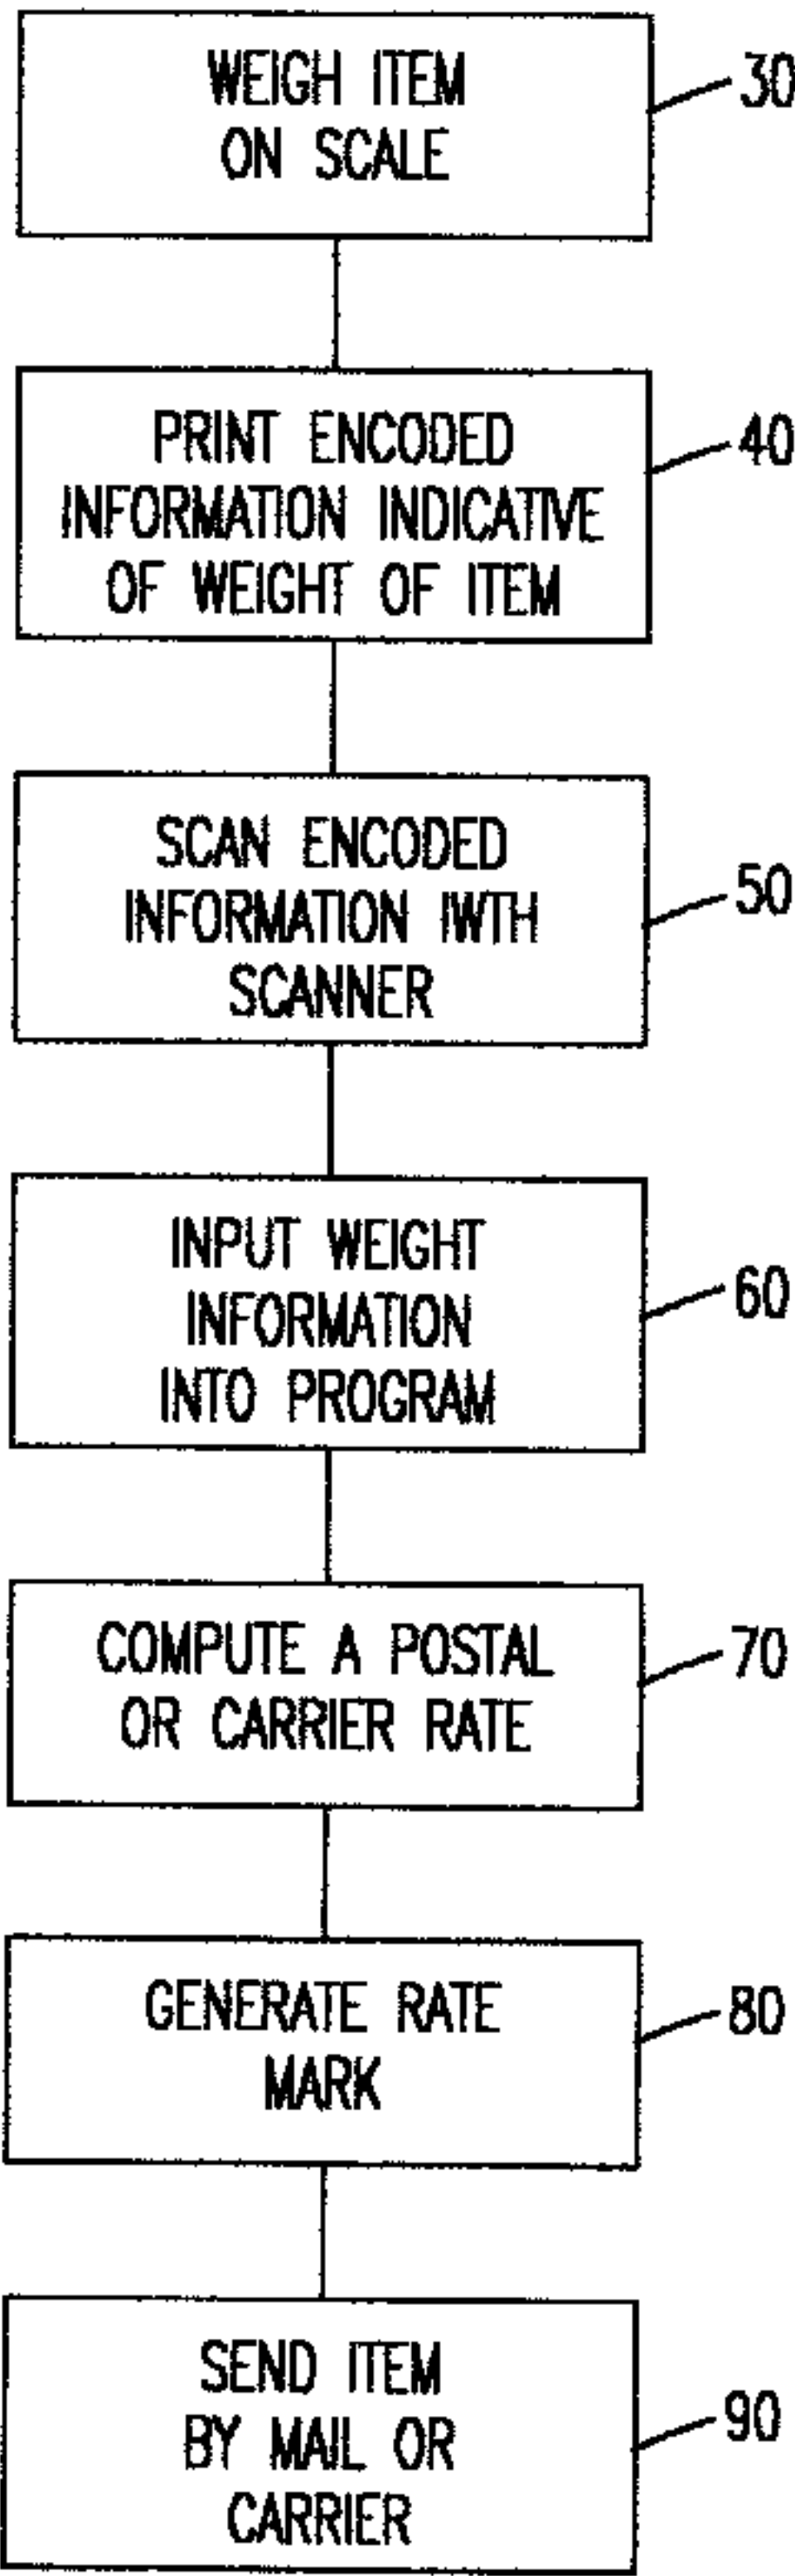 WEIGH ITEM
ON SCALE
30
PRINT ENCODED
INFORMATION INDICATIVE
OF WEIGHT OF ITEM
40
SCAN ENCODED
INFORMATION IWTH
SCANNER
50
INPUT WEIGHT
INFORMATION
INTO PROGRAM
60
COMPUTE A POSTAL
OR CARRIER RATE
70
GENERATE RATE
MARK
80
SEND ITEM
BY MAIL OR
CARRIER
90